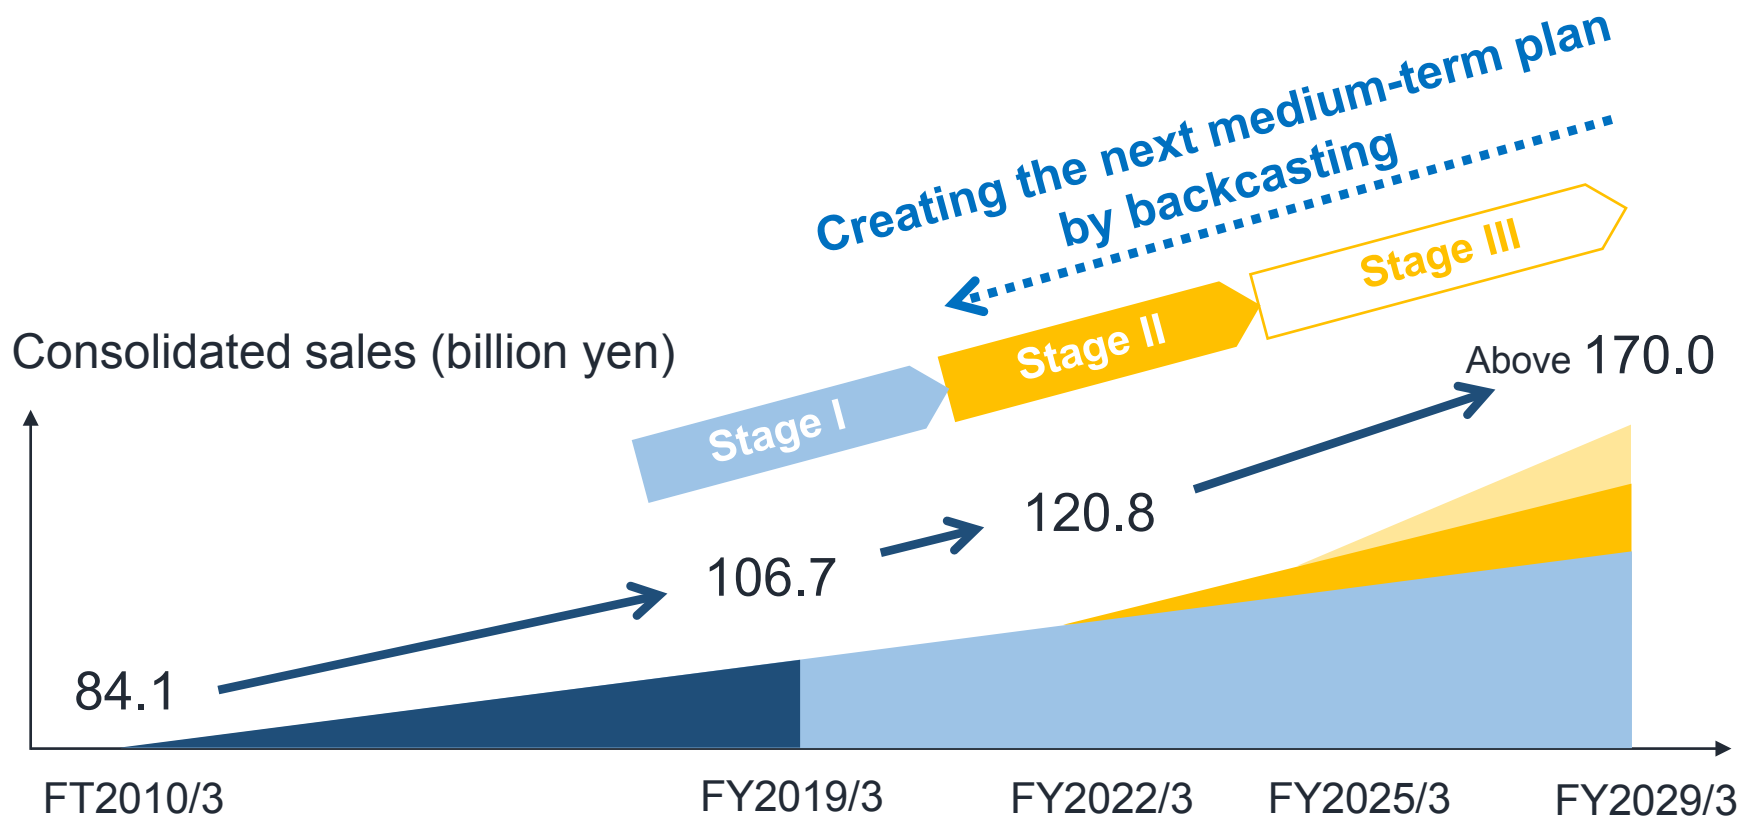 Creating the next medium-term plan
by backcasting
Stage III
Stage II
Stage I
Consolidated sales (billion yen)
Above 170.0
120.8
106.7
84.1
FT2010/3
FY2019/3
FY2022/3
FY2025/3
FY2029/3